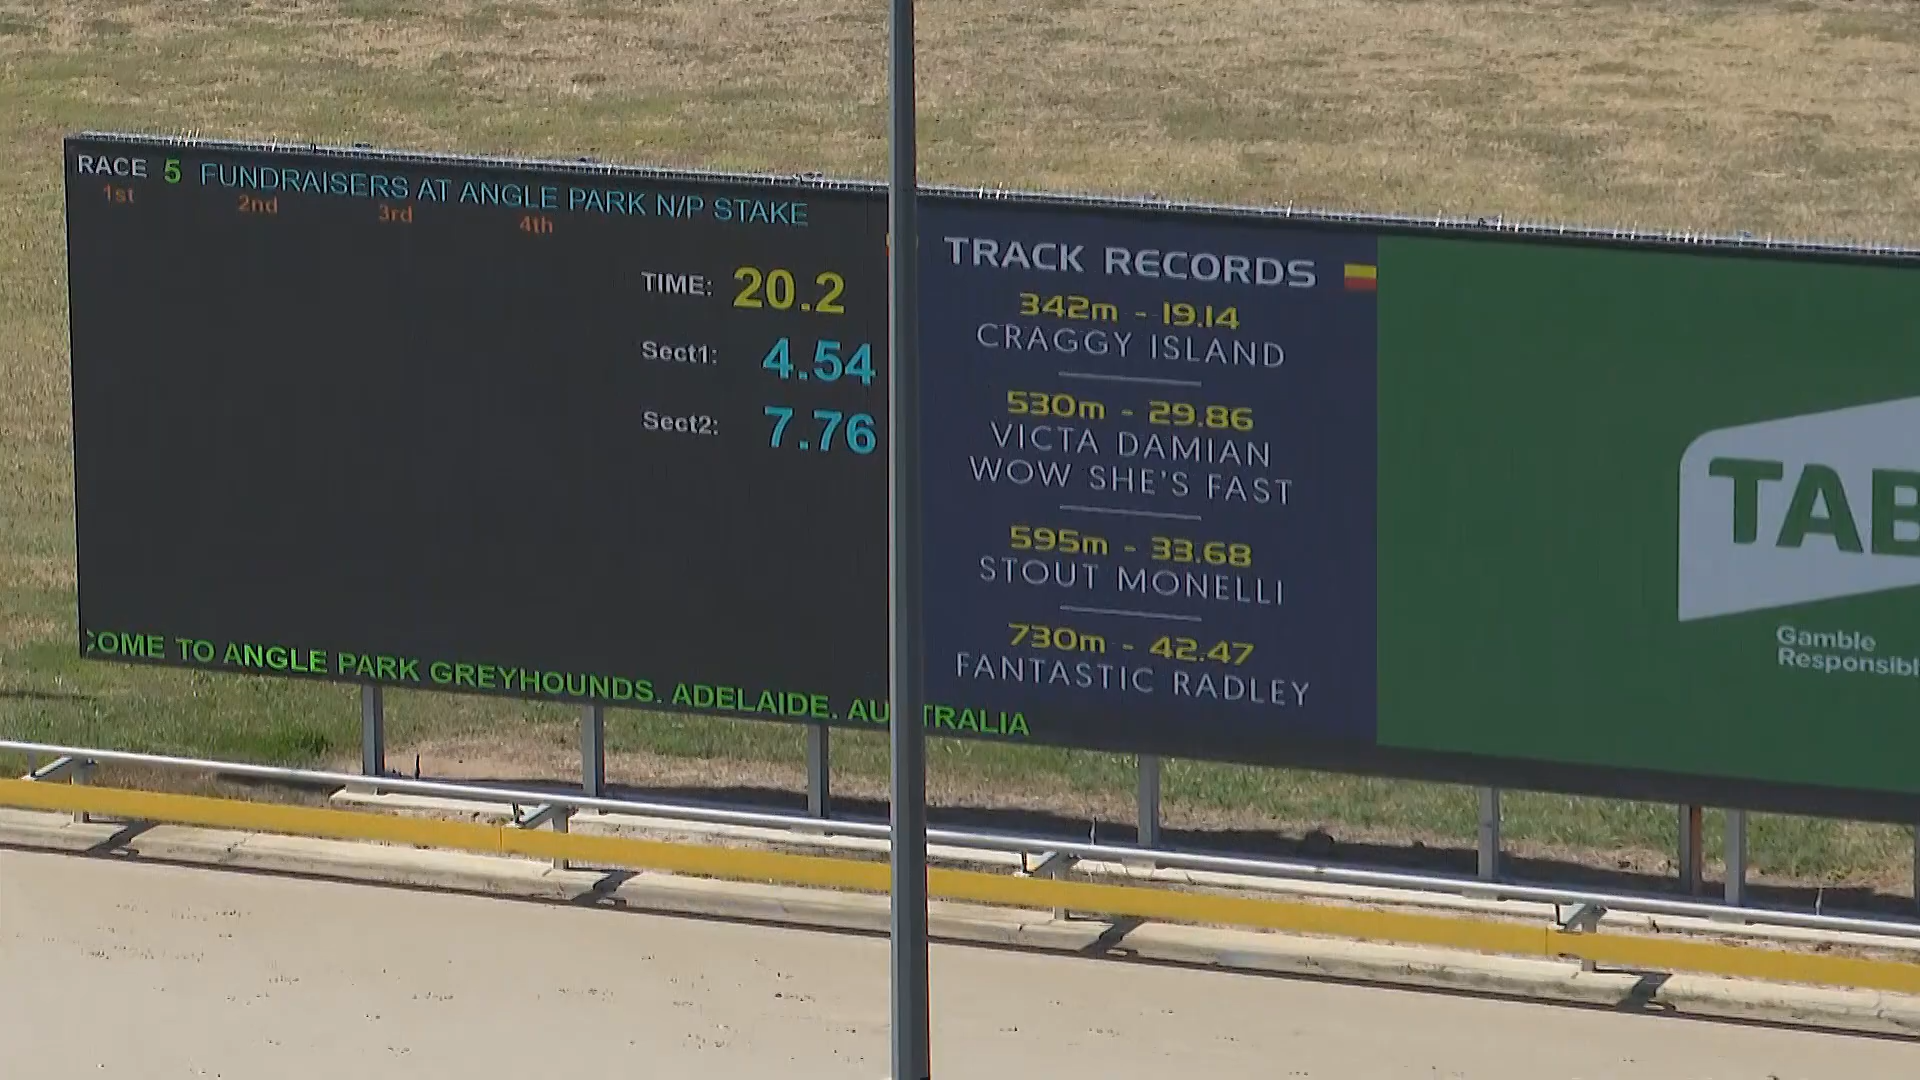 RACE 5 FUNDRAISERS AT ANGLE PARK N/P STAKE
1st 2nd 3rd 4th
TIME: 20.2
Sect1: 4.54
Sect2: 7.76
COME TO ANGLE PARK GREYHOUNDS. ADELAIDE. AU TRALIA
TRACK RECORDS
342m - 19.14
CRAGGY ISLAND
530m - 29.86
VICTA DAMIAN
WOW SHE'S FAST
595m - 33.68
STOUT MONELLI
730m - 42.47
FANTASTIC RADLEY
TAB
Gamble
Responsibl